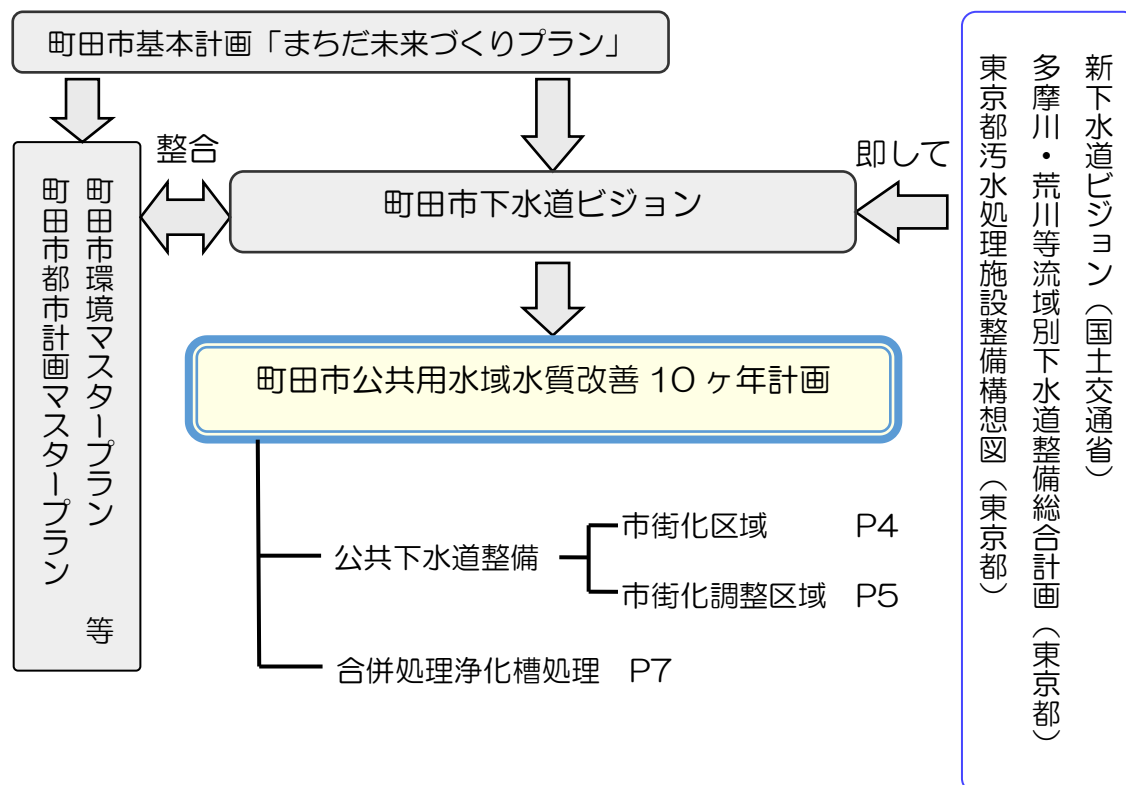 町田市基本計画「まちだ未来づくりプラン」
整合
町田市環境マスタープラン 等
町田市都市計画マスタープラン
町田市下水道ビジョン
即して
新下水道ビジョン（国土交通省）
多摩川・荒川等流域別下水道整備総合計画（東京都）
東京都汚水処理施設整備構想図（東京都）
町田市公共用水域水質改善 10 ヶ年計画
公共下水道整備
市街化区域 P4
市街化調整区域 P5
合併処理浄化槽処理 P7